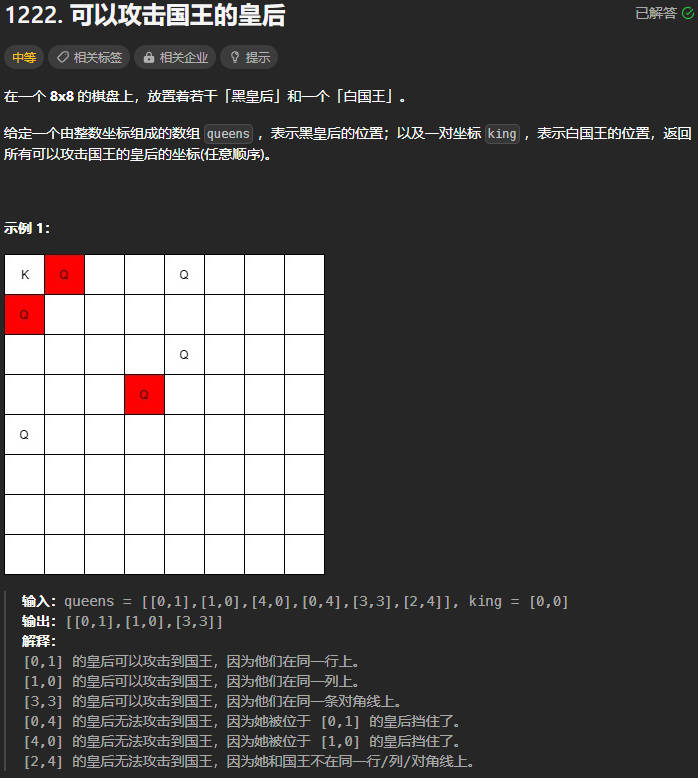 1222. 可以攻击国王的皇后
已解答
中等 相关标签 相关企业 提示
在一个 8x8 的棋盘上，放置着若干「黑皇后」和一个「白国王」。
给定一个由整数坐标组成的数组 queens ，表示黑皇后的位置；以及一对坐标 king ，表示白国王的位置，返回
所有可以攻击国王的皇后的坐标(任意顺序)。
示例 1：
K Q Q
Q
Q
Q
Q
输入：queens = [[0,1],[1,0],[4,0],[0,4],[3,3],[2,4]], king = [0,0]
输出：[[0,1],[1,0],[3,3]]
解释：
[0,1] 的皇后可以攻击到国王，因为他们在同一行上。
[1,0] 的皇后可以攻击到国王，因为他们在同一列上。
[3,3] 的皇后可以攻击到国王，因为他们在同一条对角线上。
[0,4] 的皇后无法攻击到国王，因为她被位于 [0,1] 的皇后挡住了。
[4,0] 的皇后无法攻击到国王，因为她被位于 [1,0] 的皇后挡住了。
[2,4] 的皇后无法攻击到国王，因为她和国王不在同一行/列/对角线上。